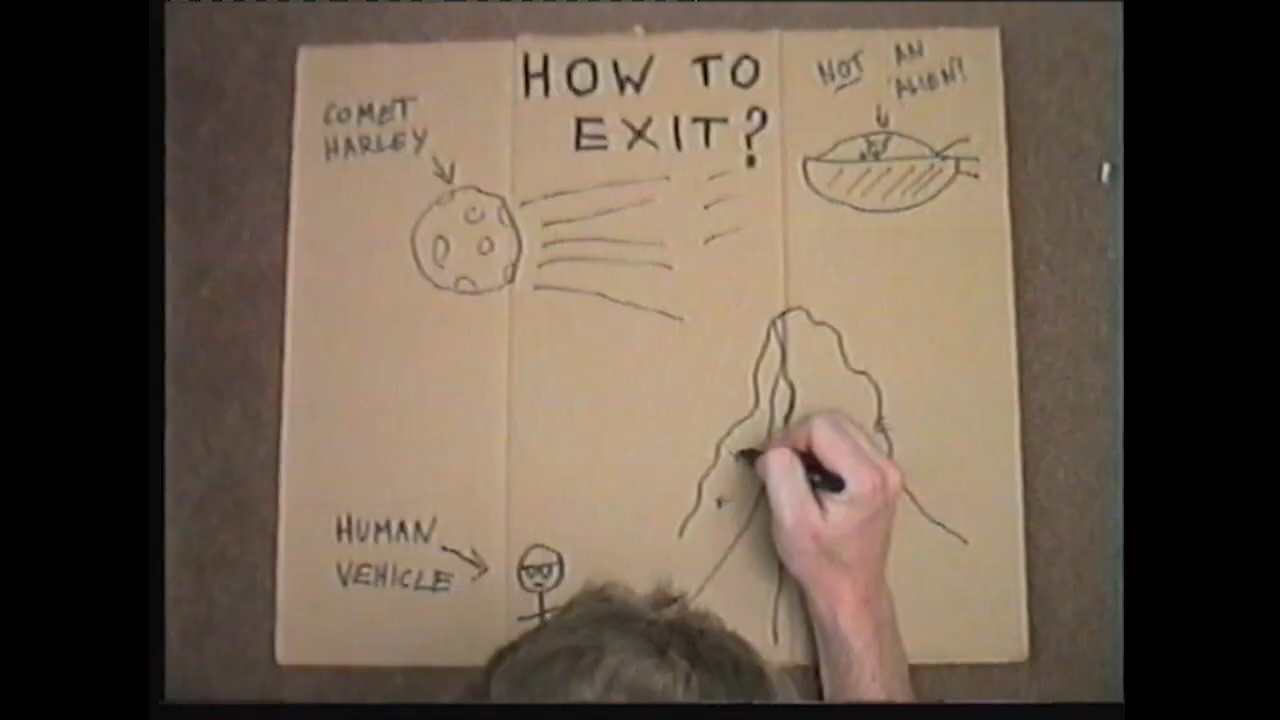 HOW TO
EXIT?
COMET
HARLEY
NOT AN
ALIEN!
HUMAN
VEHICLE